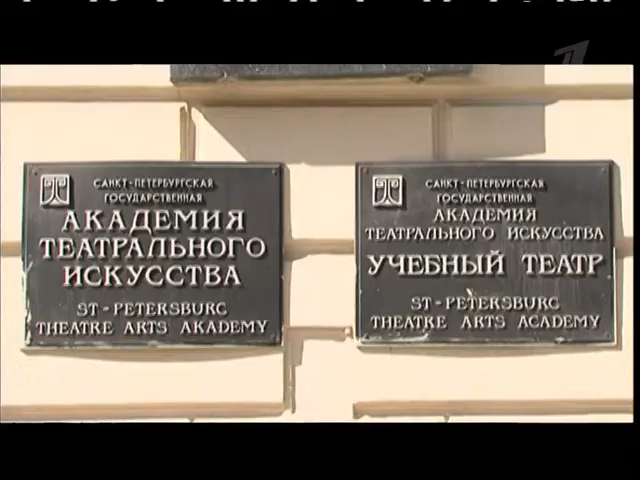 САНКТ-ПЕТЕРБУРГСКАЯ
ГОСУДАРСТВЕННАЯ
АКАДЕМИЯ
ТЕАТРАЛЬНОГО
ИСКУССТВА
ST-PETERSBURG
THEATRE ARTS AKADEMY
САНКТ-ПЕТЕРБУРГСКАЯ
ГОСУДАРСТВЕННАЯ
АКАДЕМИЯ
ТЕАТРАЛЬНОГО ИСКУССТВА
УЧЕБНЫЙ ТЕАТР
ST-PETERSBURG
THEATRE ARTS ACADEMY